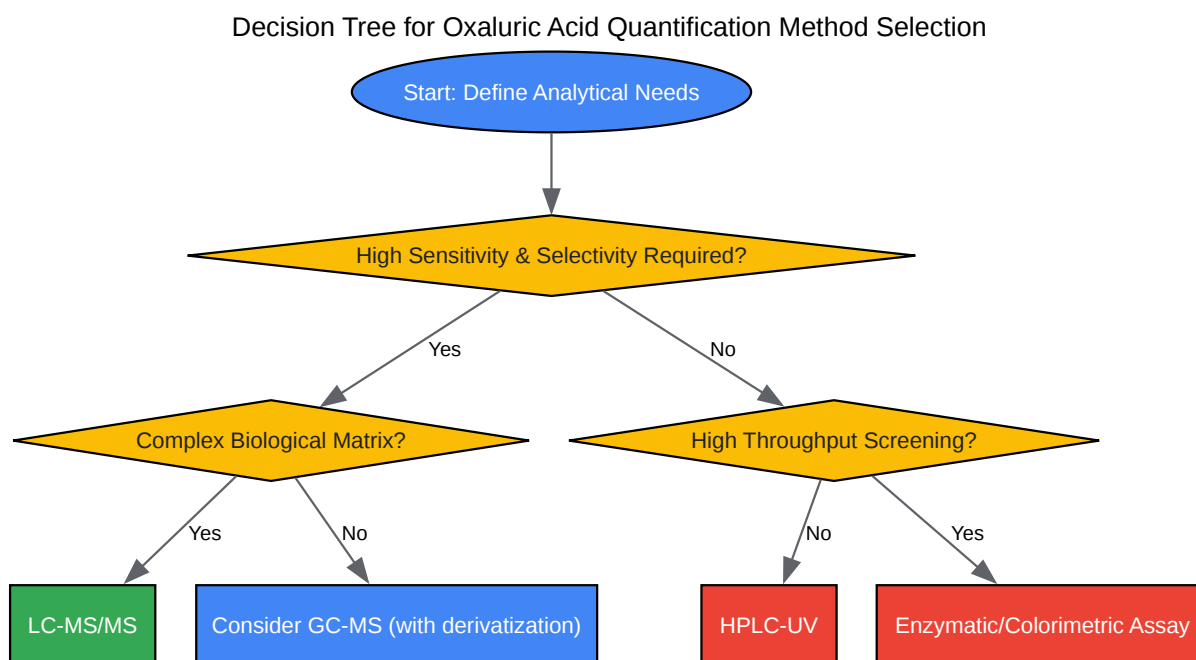 Decision Tree for Oxaluric Acid Quantification Method Selection
Start: Define Analytical Needs
High Sensitivity & Selectivity Required?
Yes
No
Complex Biological Matrix?
High Throughput Screening?
Yes
No
No
Yes
LC-MS/MS
Consider GC-MS (with derivatization)
HPLC-UV
Enzymatic/Colorimetric Assay